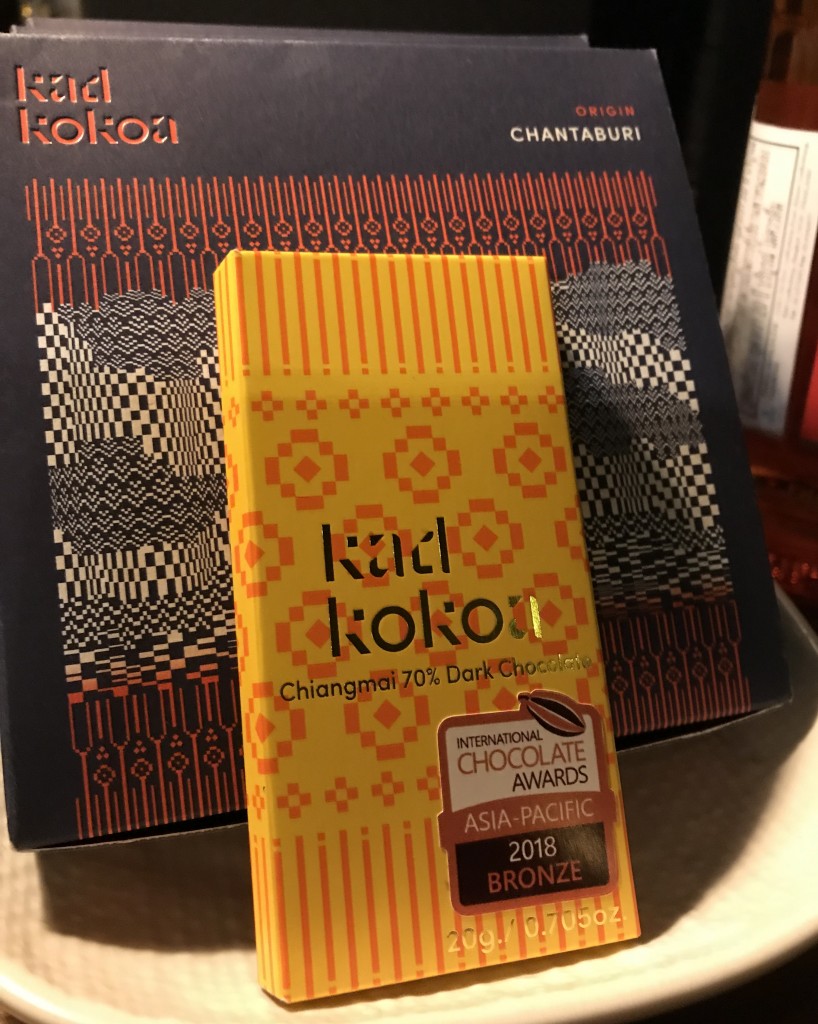 kad
kokoa
ORIGIN
CHANTABURI
kad
kokoa
Chiangmai 70% Dark Chocolate
INTERNATIONAL
CHOCOLATE
AWARDS
ASIA-PACIFIC
2018
BRONZE
20g./ 0.705oz.